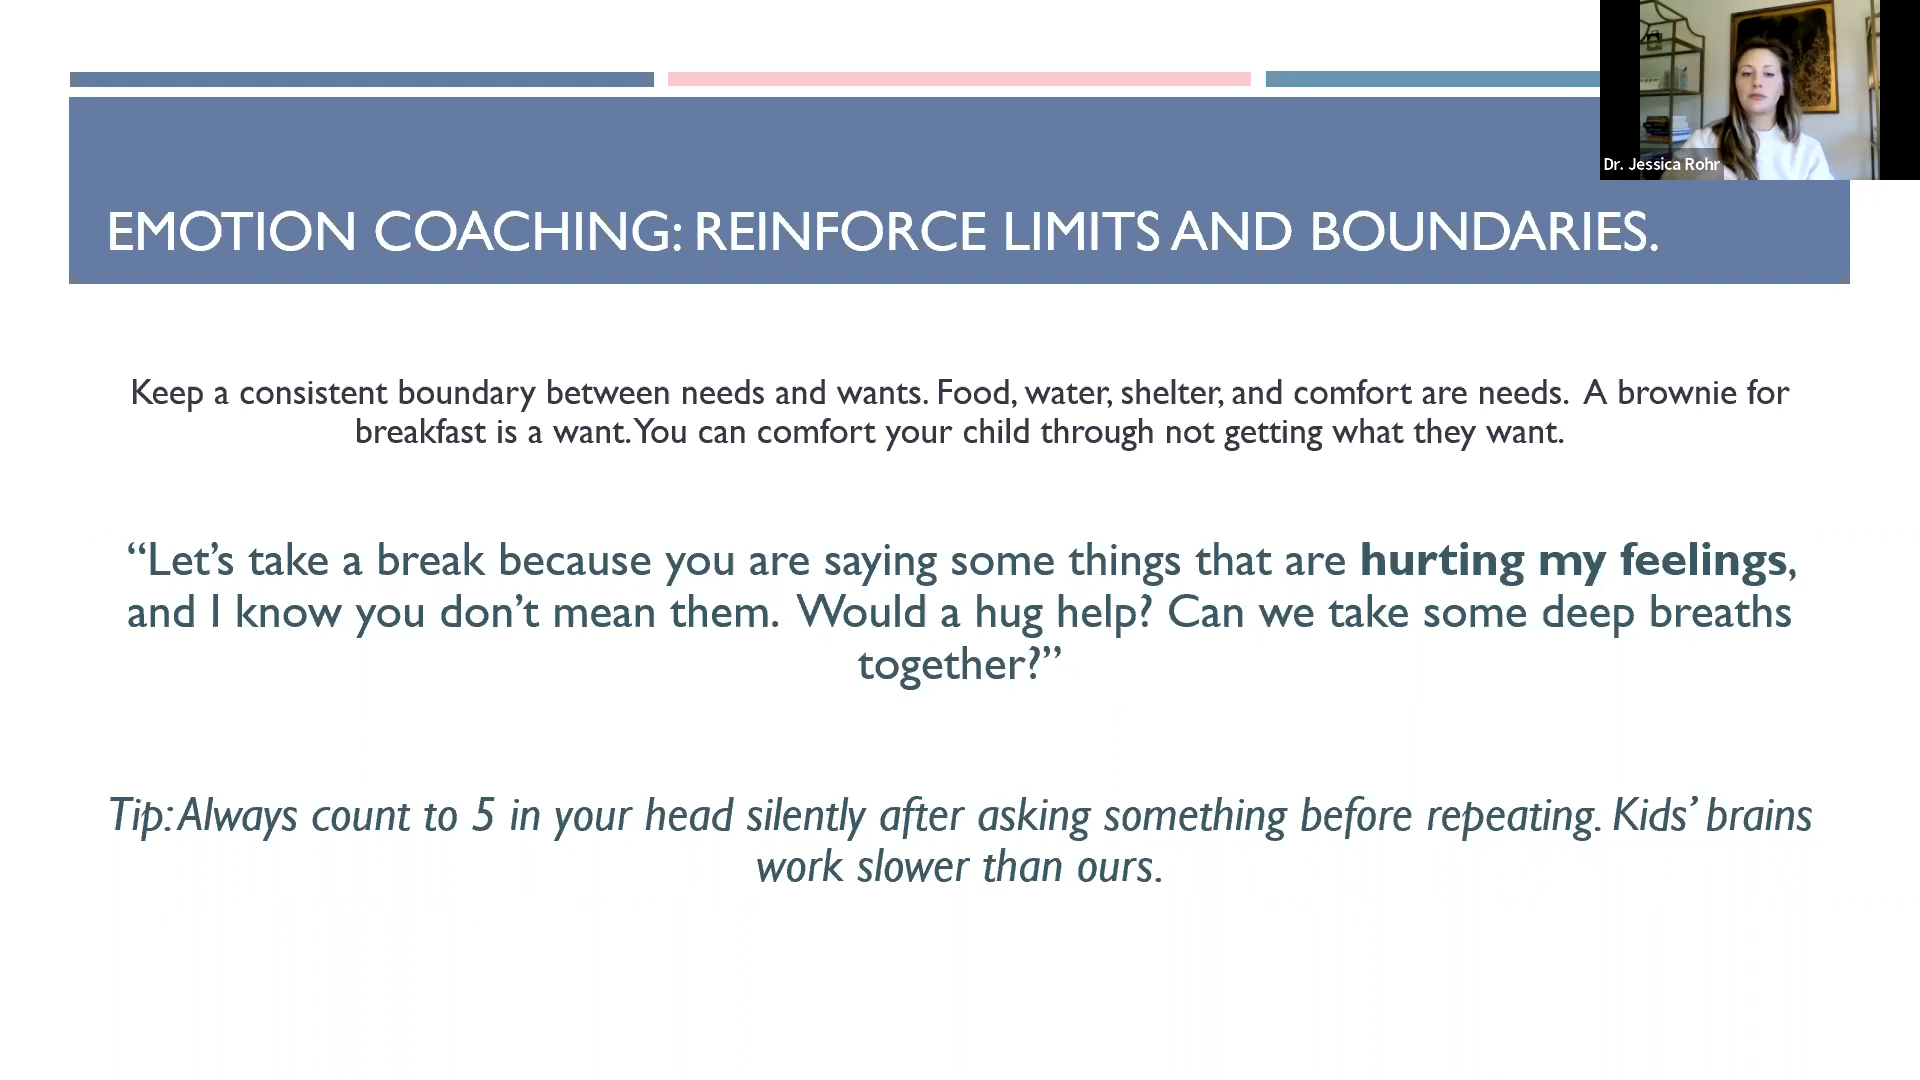 Dr. Jessica Rohr
EMOTION COACHING: REINFORCE LIMITS AND BOUNDARIES.
Keep a consistent boundary between needs and wants. Food, water, shelter, and comfort are needs.  A brownie for
breakfast is a want. You can comfort your child through not getting what they want.
“Let’s take a break because you are saying some things that are hurting my feelings,
and I know you don’t mean them.  Would a hug help? Can we take some deep breaths
together?”
Tip: Always count to 5 in your head silently after asking something before repeating. Kids’ brains
work slower than ours.